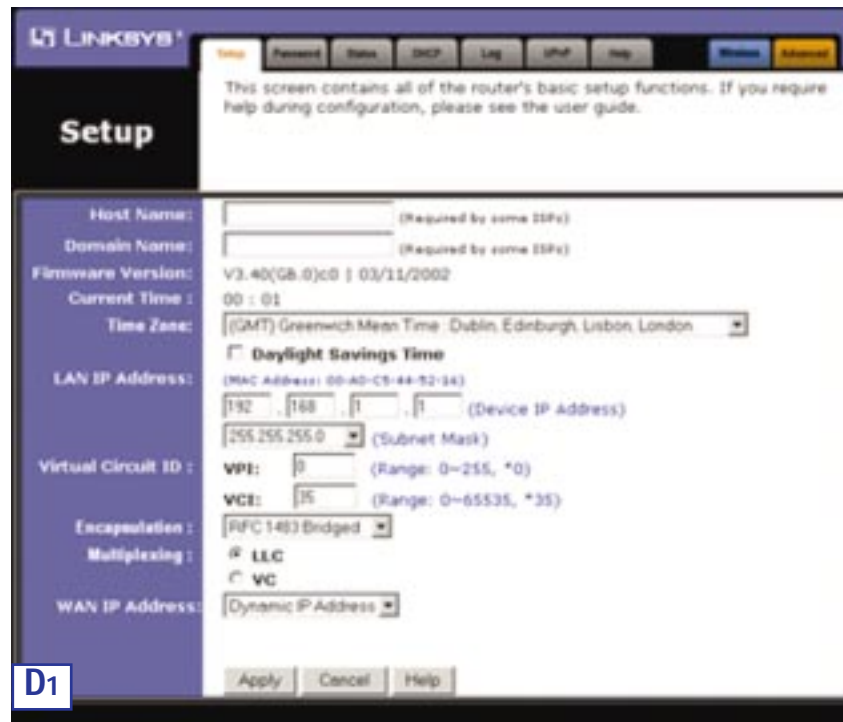 LINKSYS®
Setup Password Status DHCP Log UPnP Help Wireless Advanced
This screen contains all of the router's basic setup functions. If you require
help during configuration, please see the user guide.
Setup
Host Name: (Required by some ISPs)
Domain Name: (Required by some ISPs)
Firmware Version: V3.40(GB.0)c0 | 03/11/2002
Current Time : 00 : 01
Time Zone: (GMT) Greenwich Mean Time : Dublin, Edinburgh, Lisbon, London
Daylight Savings Time
LAN IP Address: (MAC Address: 00-A0-C5-44-52-16)
192 . 168 . 1 . 1 (Device IP Address)
255.255.255.0 (Subnet Mask)
Virtual Circuit ID : VPI: 0 (Range: 0~255, *0)
VCI: 35 (Range: 0~65535, *35)
Encapsulation : RFC 1483 Bridged
Multiplexing : LLC
VC
WAN IP Address: Dynamic IP Address
Apply Cancel Help
D1